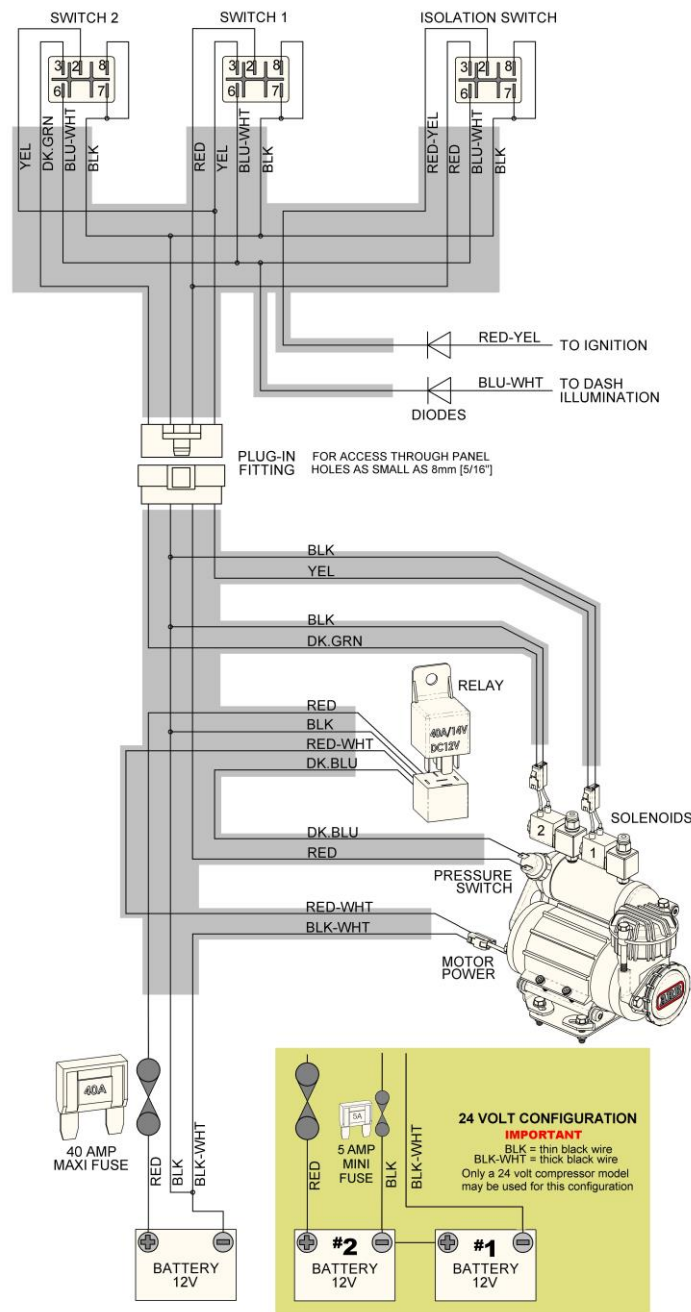 SWITCH 2
SWITCH 1
ISOLATION SWITCH
3 2 8
6 7
3 2 8
6 7
3 2 8
6 7
YEL
DK.GRN
BLU-WHT
BLK
RED
YEL
BLU-WHT
BLK
RED-YEL
RED
BLU-WHT
BLK
RED-YEL
TO IGNITION
BLU-WHT
TO DASH
ILLUMINATION
DIODES
PLUG-IN
FITTING
FOR ACCESS THROUGH PANEL
HOLES AS SMALL AS 8mm [5/16"]
BLK
YEL
BLK
DK.GRN
RELAY
40A/14V
DC12V
RED
BLK
RED-WHT
DK.BLU
SOLENOIDS
2
1
DK.BLU
RED
PRESSURE
SWITCH
RED-WHT
BLK-WHT
MOTOR
POWER
40A
40 AMP
MAXI FUSE
RED
BLK
BLK-WHT
BATTERY
12V
RED
5A
5 AMP
MINI
FUSE
BLK
BLK-WHT
24 VOLT CONFIGURATION
IMPORTANT
BLK = thin black wire
BLK-WHT = thick black wire
Only a 24 volt compressor model
may be used for this configuration
#2
BATTERY
12V
#1
BATTERY
12V